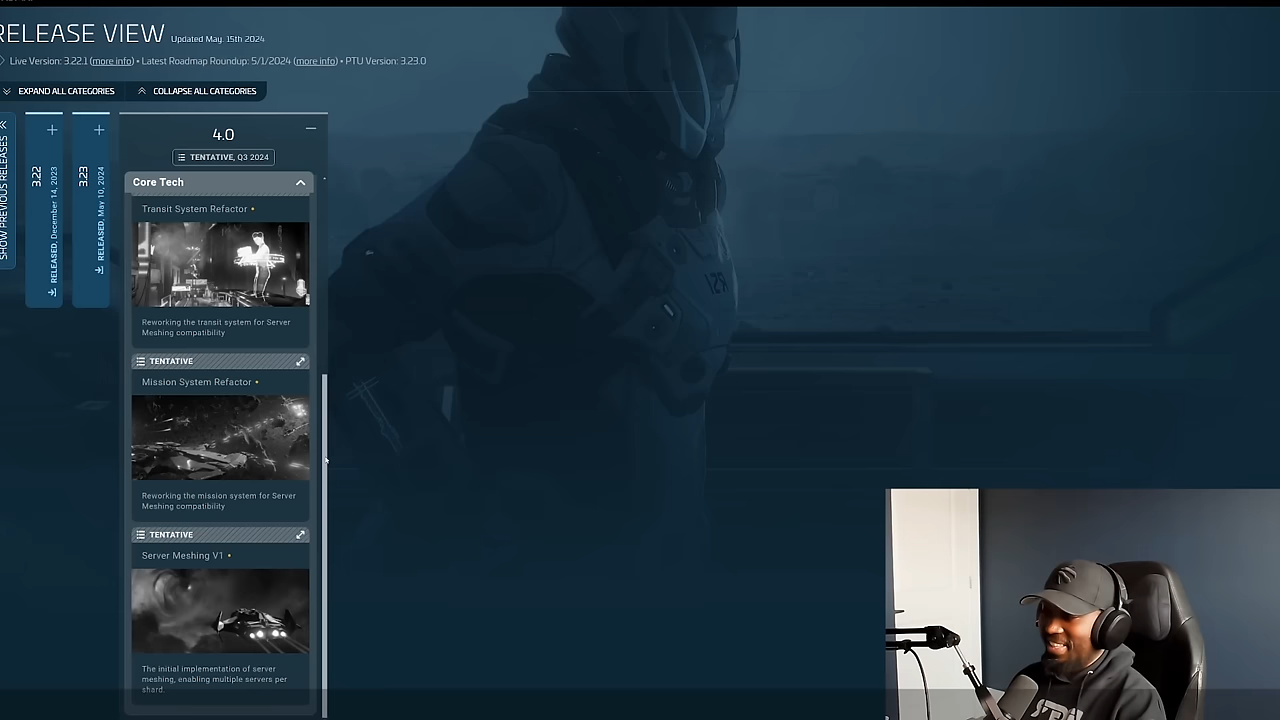 RELEASE VIEW Updated May. 15th 2024
Live Version: 3.22.1 (more info) • Latest Roadmap Roundup: 5/1/2024 (more info) • PTU Version: 3.23.0
EXPAND ALL CATEGORIES COLLAPSE ALL CATEGORIES
SHOW PREVIOUS RELEASES
3.22
RELEASED, December 14, 2023
3.23
RELEASED, May 10, 2024
4.0
TENTATIVE, Q3 2024
Core Tech
Transit System Refactor
Reworking the transit system for Server
Meshing compatibility
TENTATIVE
Mission System Refactor
Reworking the mission system for Server
Meshing compatibility
TENTATIVE
Server Meshing V1
The initial implementation of server
meshing, enabling multiple servers per
shard.